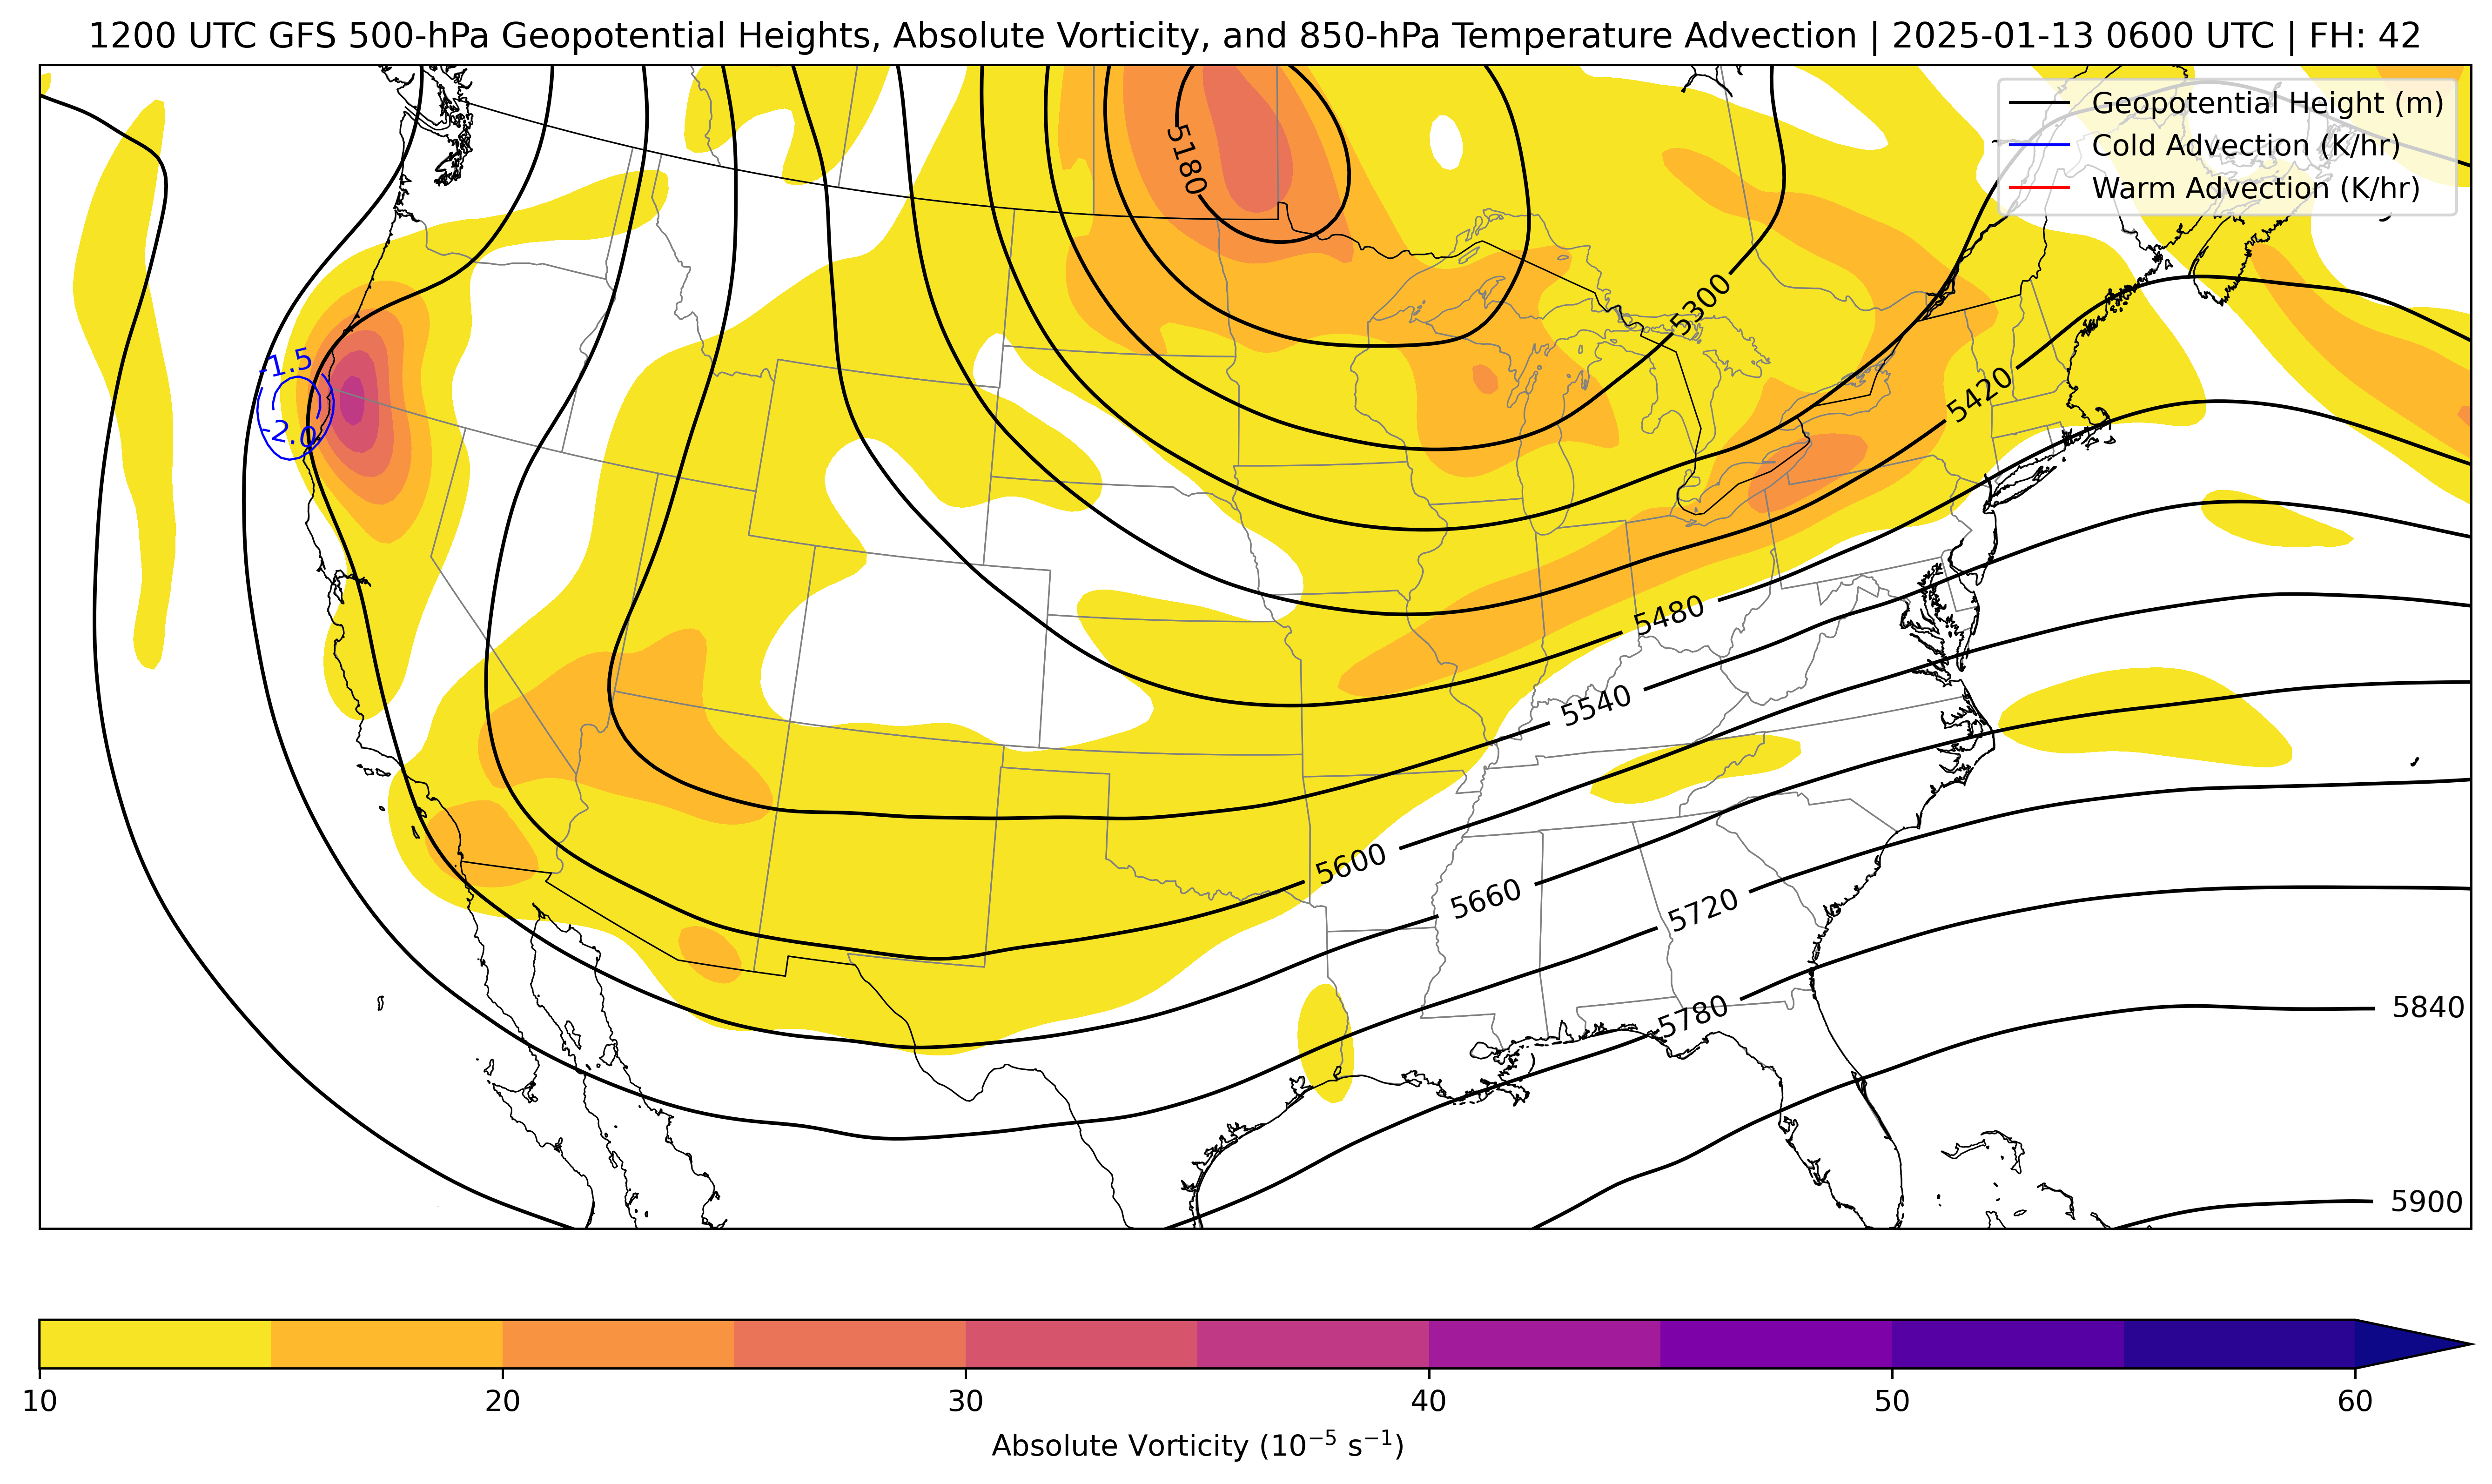 1200 UTC GFS 500-hPa Geopotential Heights, Absolute Vorticity, and 850-hPa Temperature Advection | 2025-01-13 0600 UTC | FH: 42
Geopotential Height (m)
Cold Advection (K/hr)
Warm Advection (K/hr)
5180
5300
-1.5
5420
-2.0
5480
5540
5600
5660
5720
5780
5840
5900
10 20 30 40 50 60
Absolute Vorticity (10⁻⁵ s⁻¹)